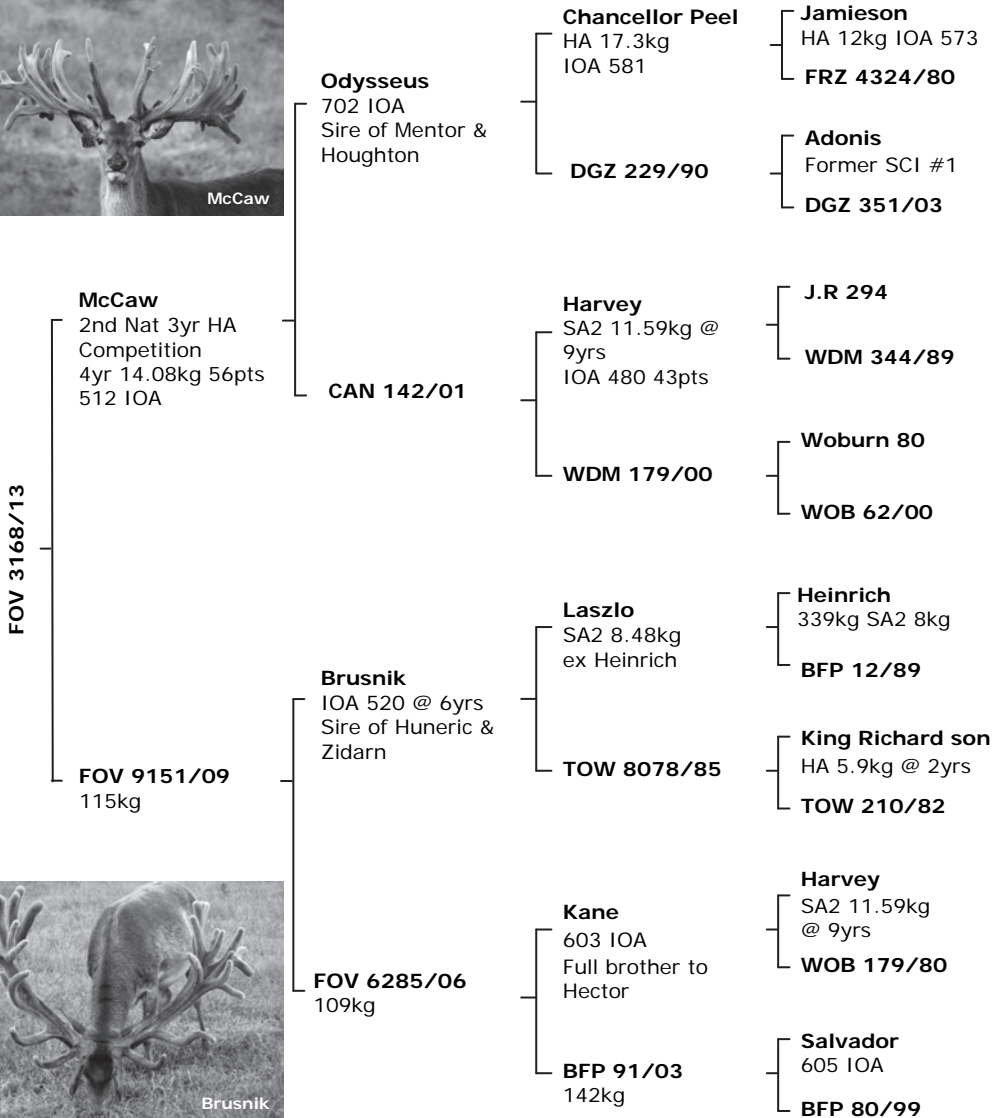 McCaw
FOV 3168/13
McCaw
2nd Nat 3yr HA
Competition
4yr 14.08kg 56pts
512 IOA
FOV 9151/09
115kg
Odysseus
702 IOA
Sire of Mentor &
Houghton
CAN 142/01
Brusnik
IOA 520 @ 6yrs
Sire of Huneric &
Zidarn
FOV 6285/06
109kg
Chancellor Peel
HA 17.3kg
IOA 581
DGZ 229/90
Harvey
SA2 11.59kg @
9yrs
IOA 480 43pts
WDM 179/00
Laszlo
SA2 8.48kg
ex Heinrich
TOW 8078/85
Kane
603 IOA
Full brother to
Hector
BFP 91/03
142kg
Jamieson
HA 12kg IOA 573
FRZ 4324/80
Adonis
Former SCI #1
DGZ 351/03
J.R 294
WDM 344/89
Woburn 80
WOB 62/00
Heinrich
339kg SA2 8kg
BFP 12/89
King Richard son
HA 5.9kg @ 2yrs
TOW 210/82
Harvey
SA2 11.59kg
@ 9yrs
WOB 179/80
Salvador
605 IOA
BFP 80/99
Brusnik